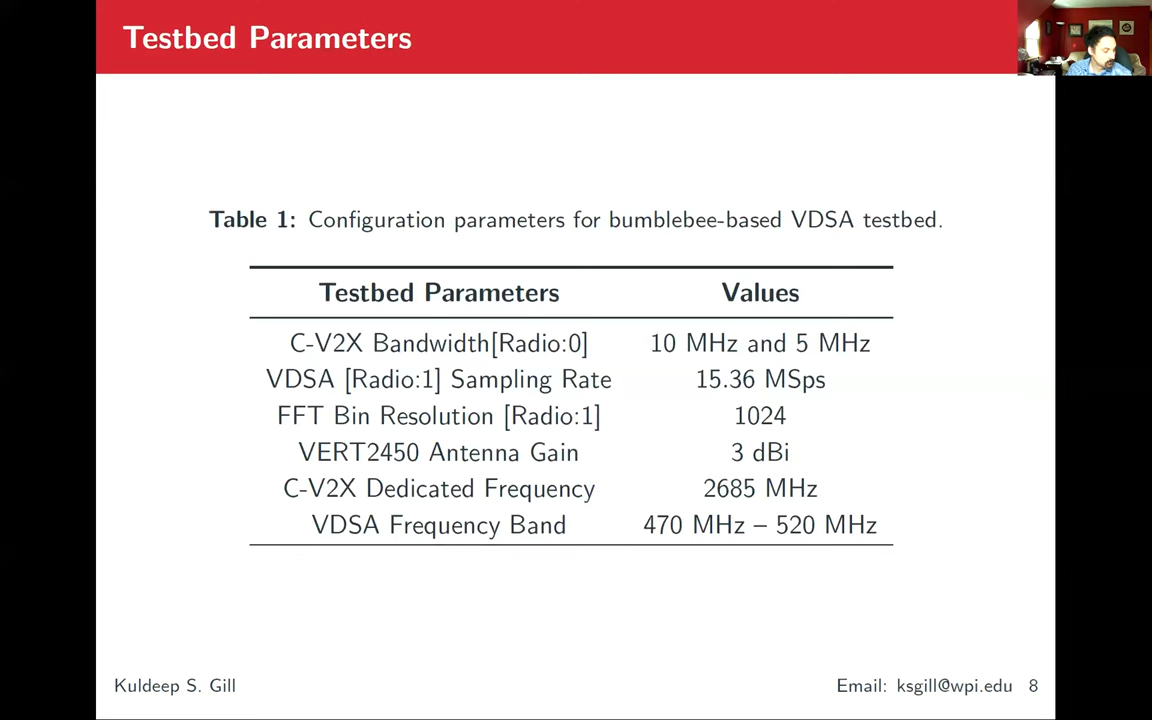 Testbed Parameters
Table 1: Configuration parameters for bumblebee-based VDSA testbed.
Testbed Parameters Values
C-V2X Bandwidth[Radio:0] 10 MHz and 5 MHz
VDSA [Radio:1] Sampling Rate 15.36 MSps
FFT Bin Resolution [Radio:1] 1024
VERT2450 Antenna Gain 3 dBi
C-V2X Dedicated Frequency 2685 MHz
VDSA Frequency Band 470 MHz – 520 MHz
Kuldeep S. Gill Email: ksgill@wpi.edu 8